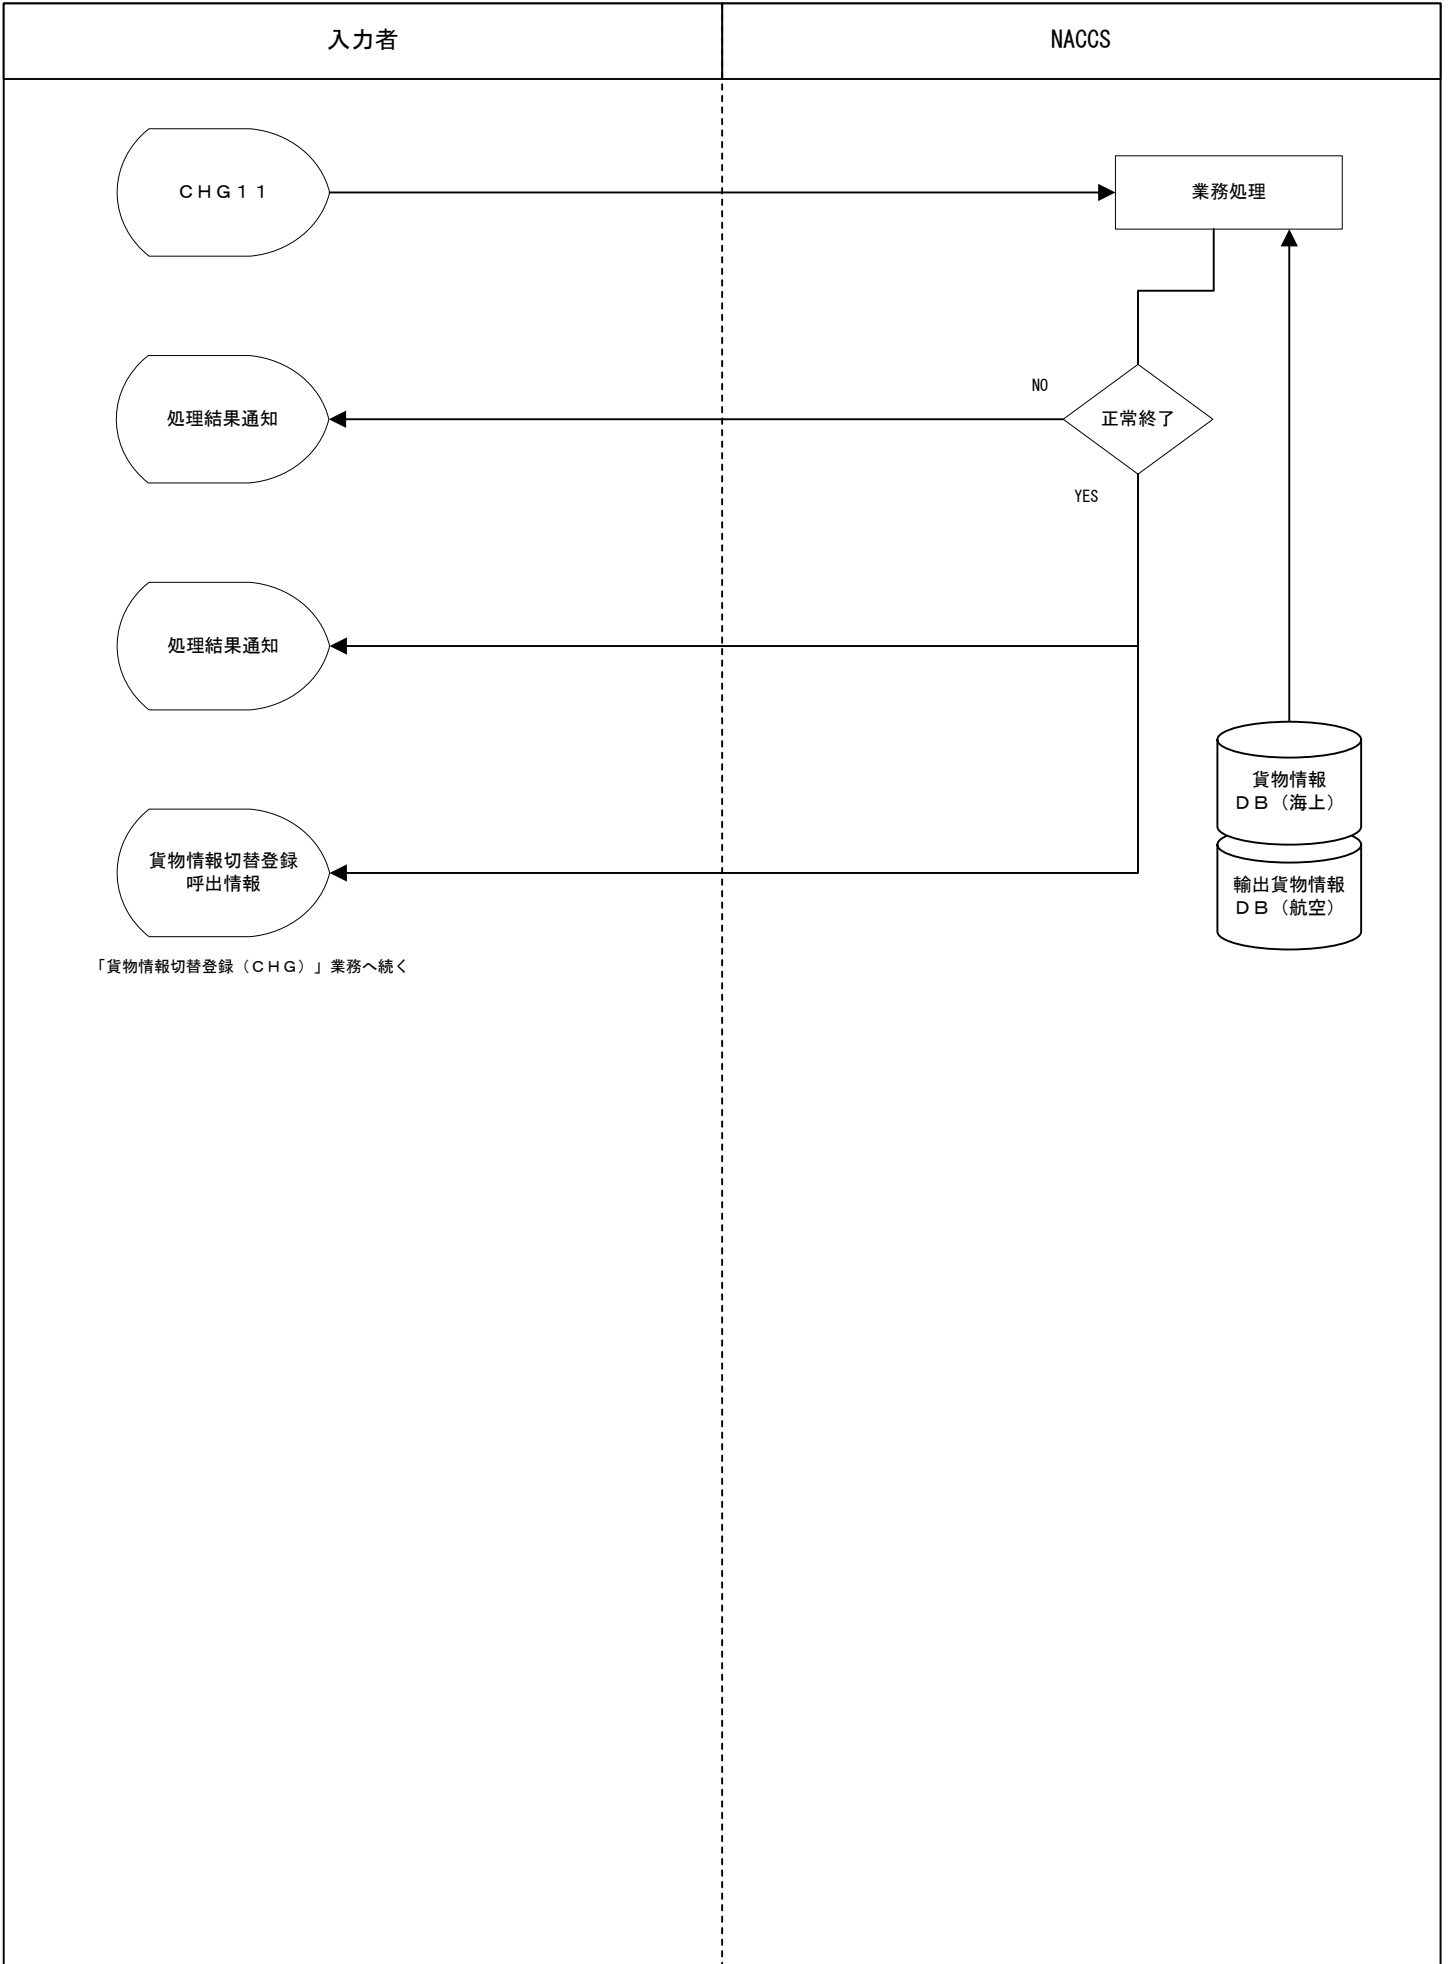 入力者
NACCS
ＣＨＧ１１
業務処理
NO
処理結果通知
正常終了
YES
処理結果通知
貨物情報
ＤＢ（海上）
貨物情報切替登録
呼出情報
輸出貨物情報
ＤＢ（航空）
「貨物情報切替登録（ＣＨＧ）」業務へ続く